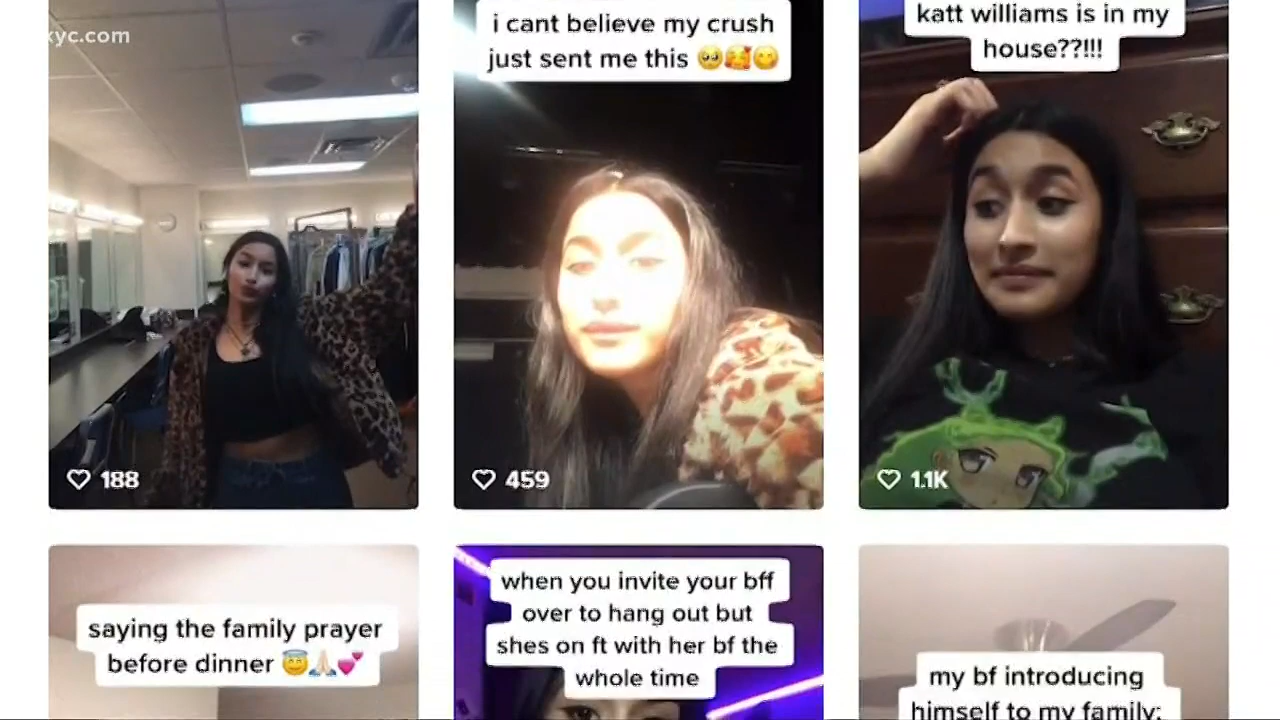 xyc.com
i cant believe my crush
just sent me this 🥺🥰😋
katt williams is in my
house??!!!
188
459
1.1K
saying the family prayer
before dinner 😇🙏🏻💕
when you invite your bff
over to hang out but
shes on ft with her bf the
whole time
my bf introducing
himself to my family: